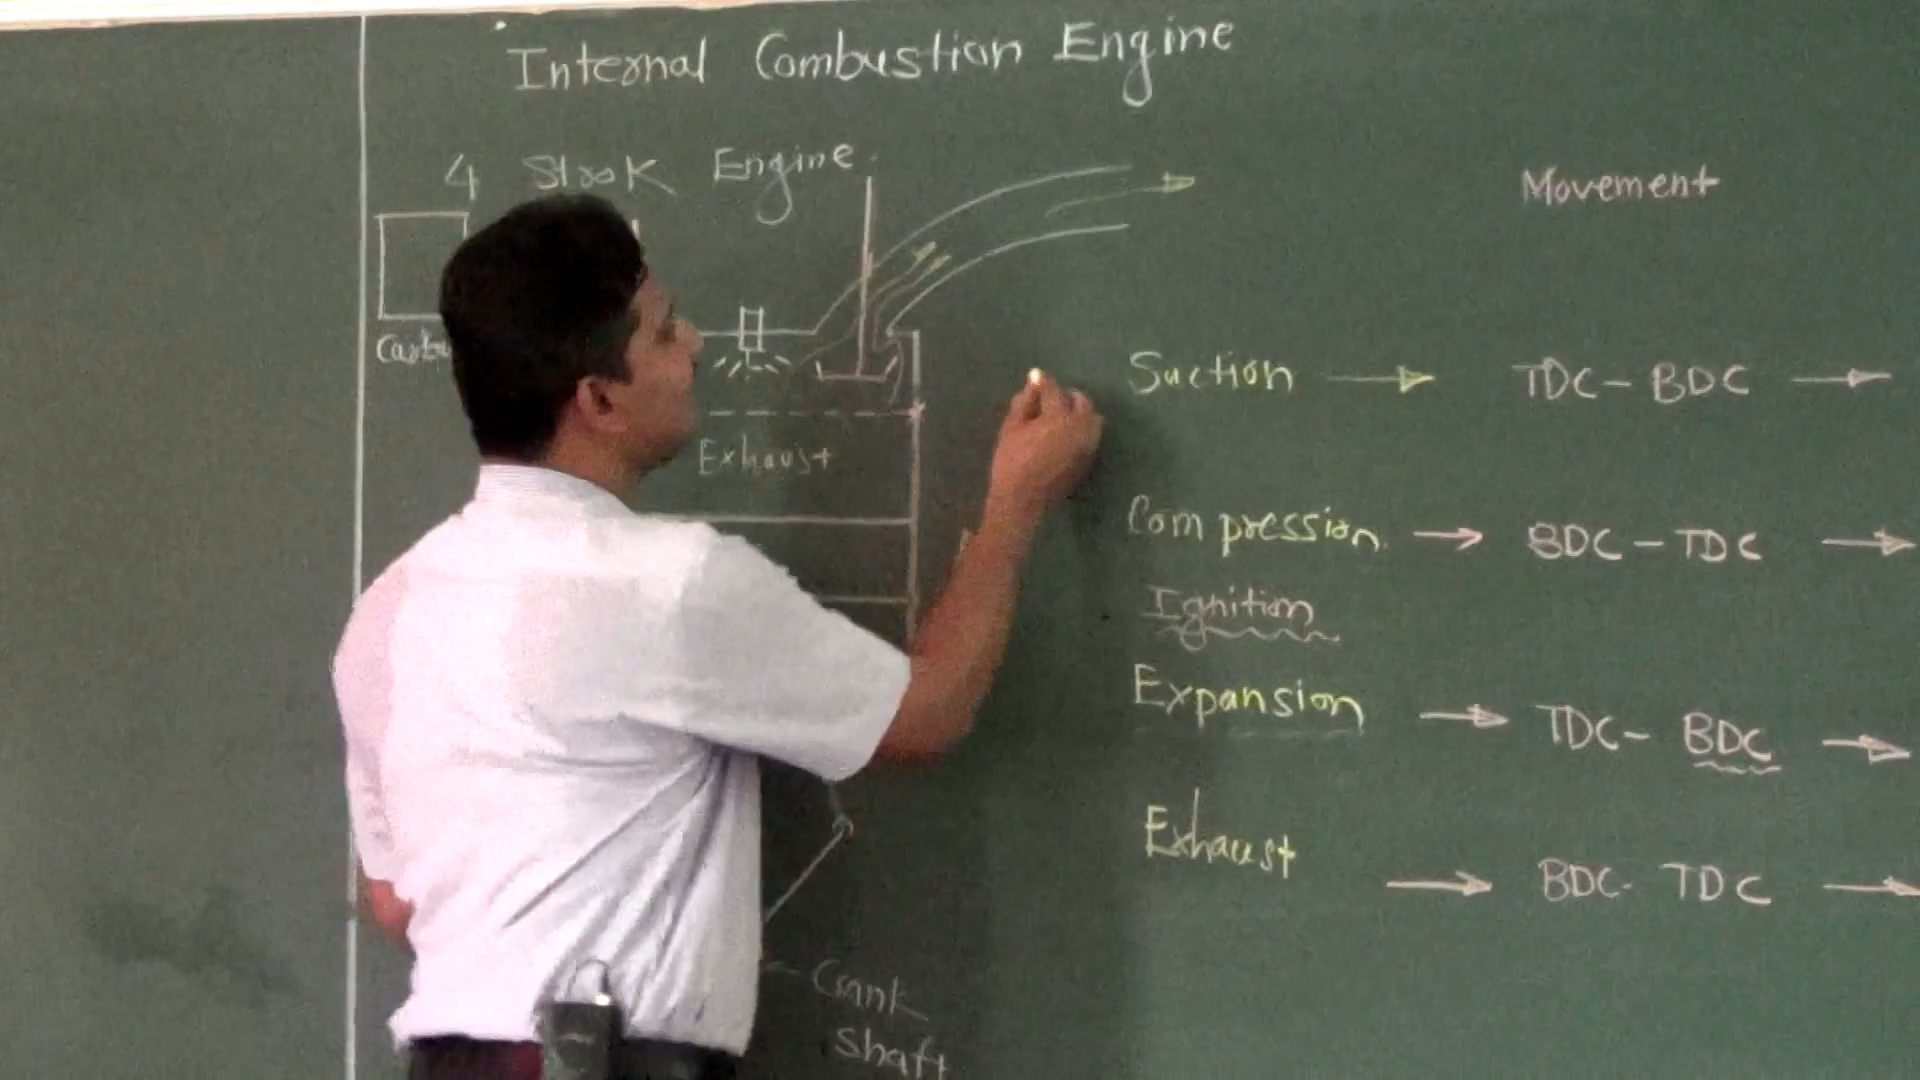 Internal Combustion Engine
4 Strok Engine
Movement
Carbu
Exhaust
Suction → TDC - BDC →
Compression → BDC - TDC →
Ignition
Expansion → TDC - BDC →
Exhaust → BDC - TDC →
Crank
Shaft